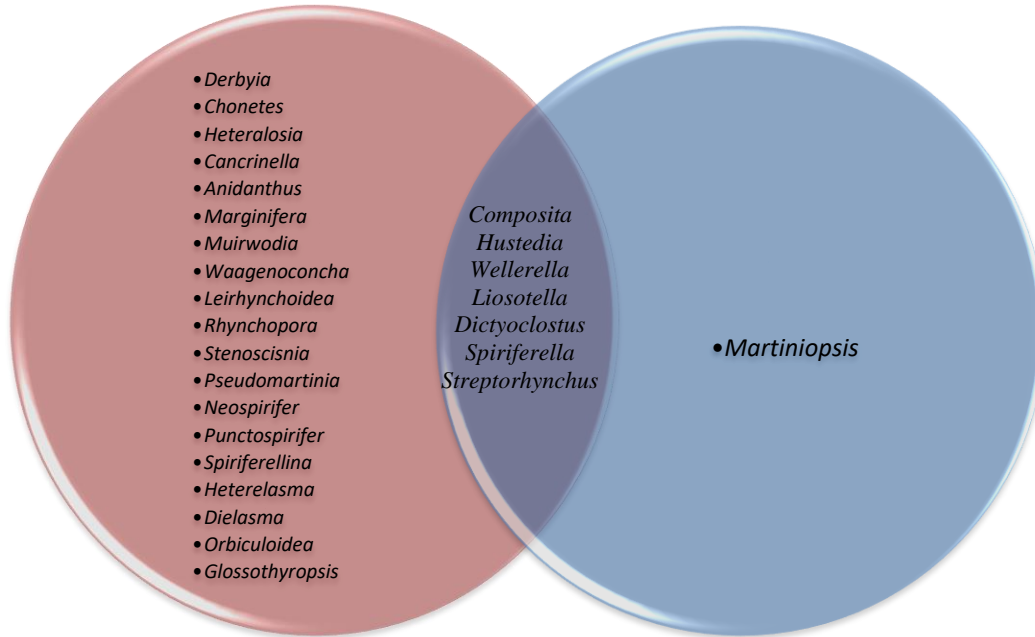 •Derbyia
•Chonetes
•Heteralosia
•Cancrinella
•Anidanthus
•Marginifera
•Muirwodia
•Waagenoconcha
•Leirhynchoidea
•Rhynchopora
•Stenoscisnia
•Pseudomartinia
•Neospirifer
•Punctospirifer
•Spiriferellina
•Heterelasma
•Dielasma
•Orbiculoidea
•Glossothyropsis
Composita
Hustedia
Wellerella
Liosotella
Dictyoclostus
Spiriferella
Streptorhynchus
•Martiniopsis